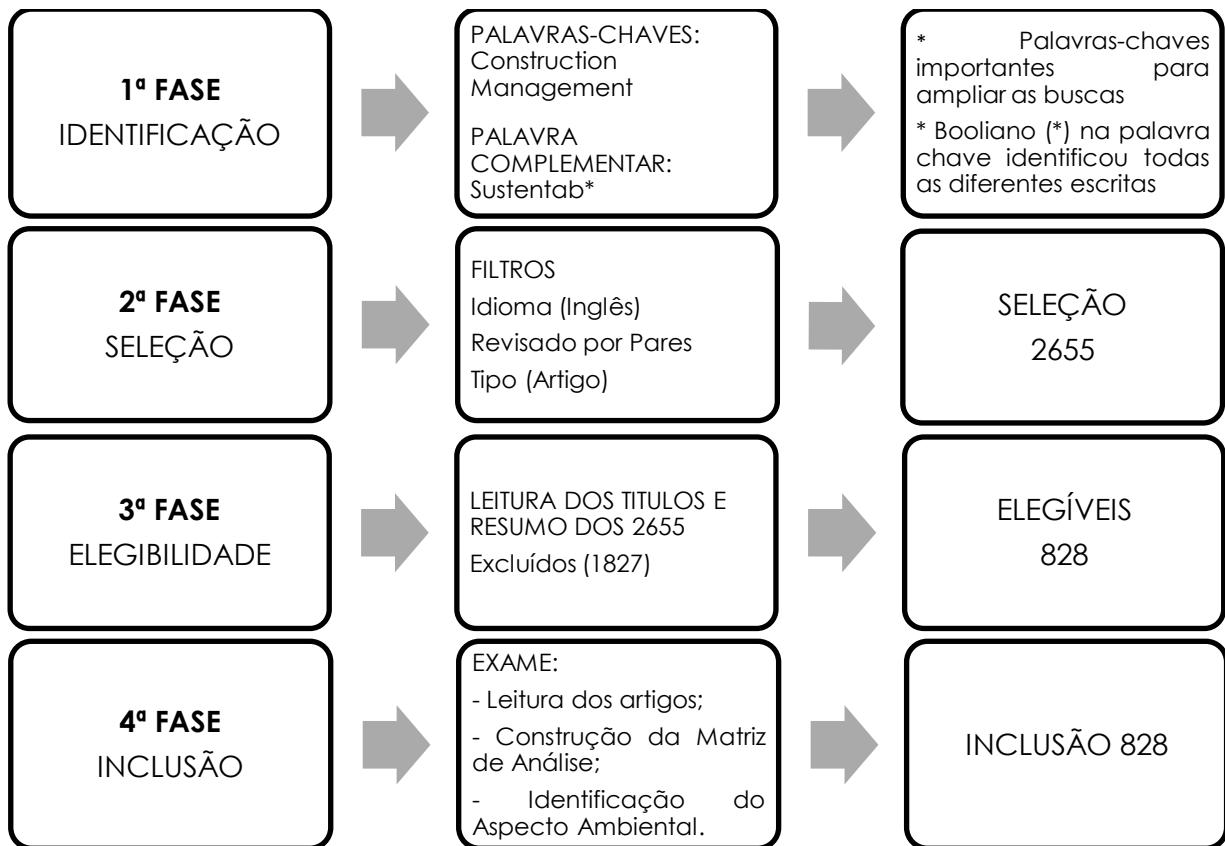 1ª FASE
IDENTIFICAÇÃO
PALAVRAS-CHAVES:
Construction
Management
PALAVRA
COMPLEMENTAR:
Sustentab*
* Palavras-chaves
importantes para
ampliar as buscas
* Booliano (*) na palavra
chave identificou todas
as diferentes escritas
2ª FASE
SELEÇÃO
FILTROS
Idioma (Inglês)
Revisado por Pares
Tipo (Artigo)
SELEÇÃO
2655
3ª FASE
ELEGIBILIDADE
LEITURA DOS TITULOS E
RESUMO DOS 2655
Excluídos (1827)
ELEGÍVEIS
828
4ª FASE
INCLUSÃO
EXAME:
- Leitura dos artigos;
- Construção da Matriz
de Análise;
- Identificação do
Aspecto Ambiental.
INCLUSÃO 828